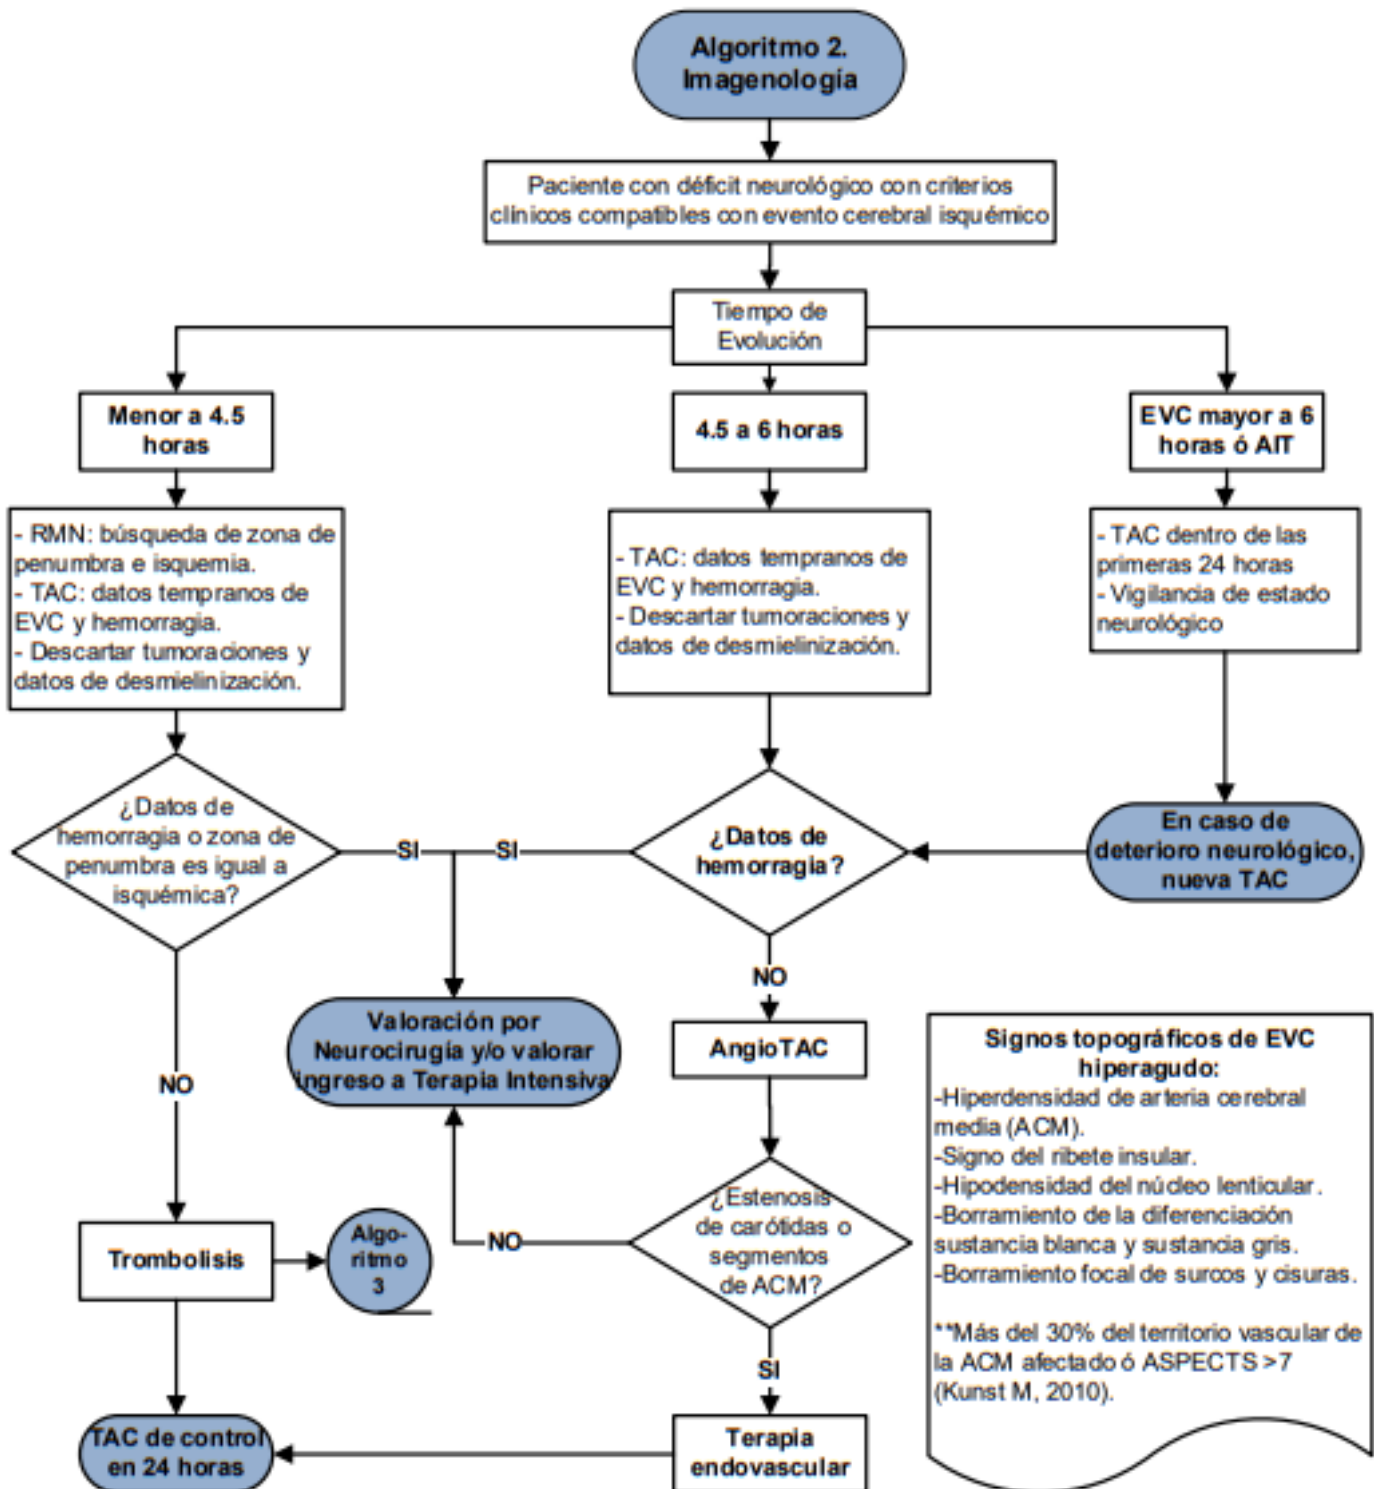 Algoritmo 2.
Imagenología
Paciente con déficit neurológico con criterios
clínicos compatibles con evento cerebral isquémico
Tiempo de
Evolución
Menor a 4.5
horas
4.5 a 6 horas
EVC mayor a 6
horas ó AIT
- RMN: búsqueda de zona de
penumbra e isquemia.
- TAC: datos tempranos de
EVC y hemorragia.
- Descartar tumoraciones y
datos de desmielinización.
- TAC: datos tempranos de
EVC y hemorragia.
- Descartar tumoraciones y
datos de desmielinización.
- TAC dentro de las
primeras 24 horas
- Vigilancia de estado
neurológico
¿Datos de
hemorragia o zona de
penumbra es igual a
isquémica?
SI
SI
¿Datos de
hemorragia?
En caso de
deterioro neurológico,
nueva TAC
NO
Valoración por
Neurocirugía y/o valorar
ingreso a Terapia Intensiva
AngioTAC
NO
¿Estenosis
de carótidas o
segmentos
de ACM?
NO
Trombolisis
Algo-
ritmo
3
SI
TAC de control
en 24 horas
Terapia
endovascular
Signos topográficos de EVC
hiperagudo:
-Hiperdensidad de arteria cerebral
media (ACM).
-Signo del ribete insular.
-Hipodensidad del núcleo lenticular.
-Borramiento de la diferenciación
sustancia blanca y sustancia gris.
-Borramiento focal de surcos y cisuras.
**Más del 30% del territorio vascular de
la ACM afectado ó ASPECTS >7
(Kunst M, 2010).